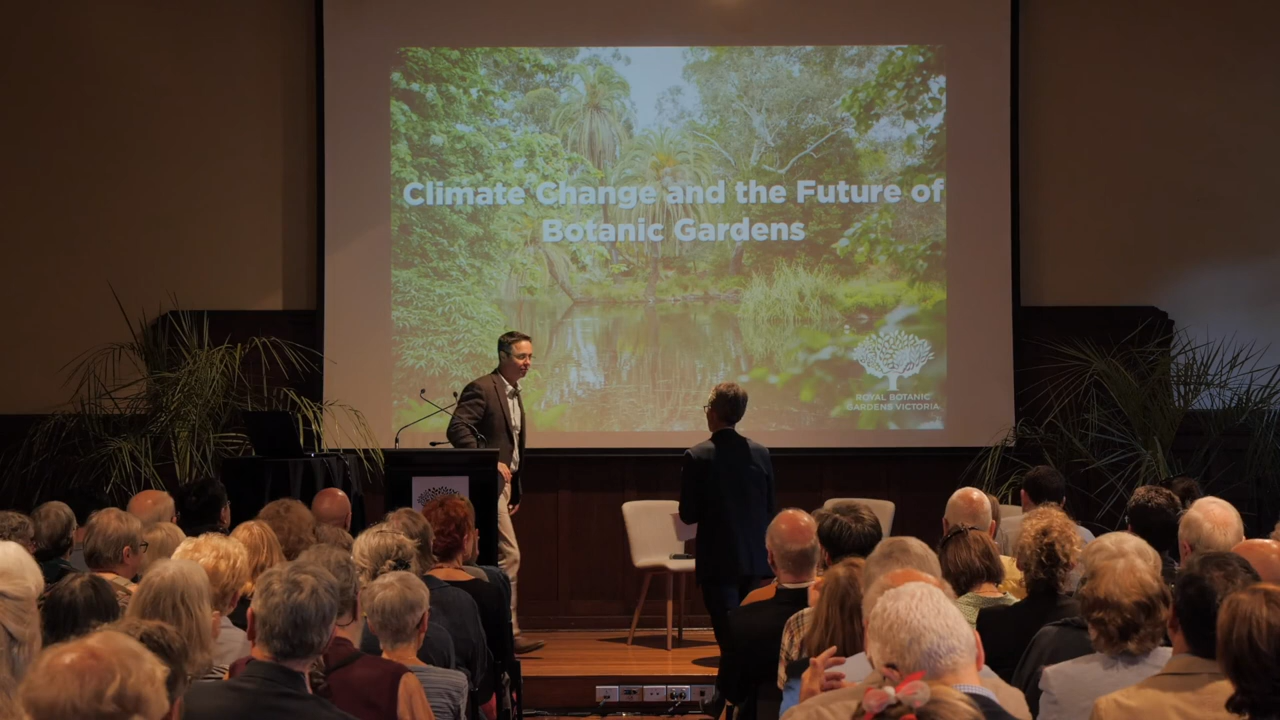 Climate Change and the Future of
Botanic Gardens
ROYAL BOTANIC
GARDENS VICTORIA